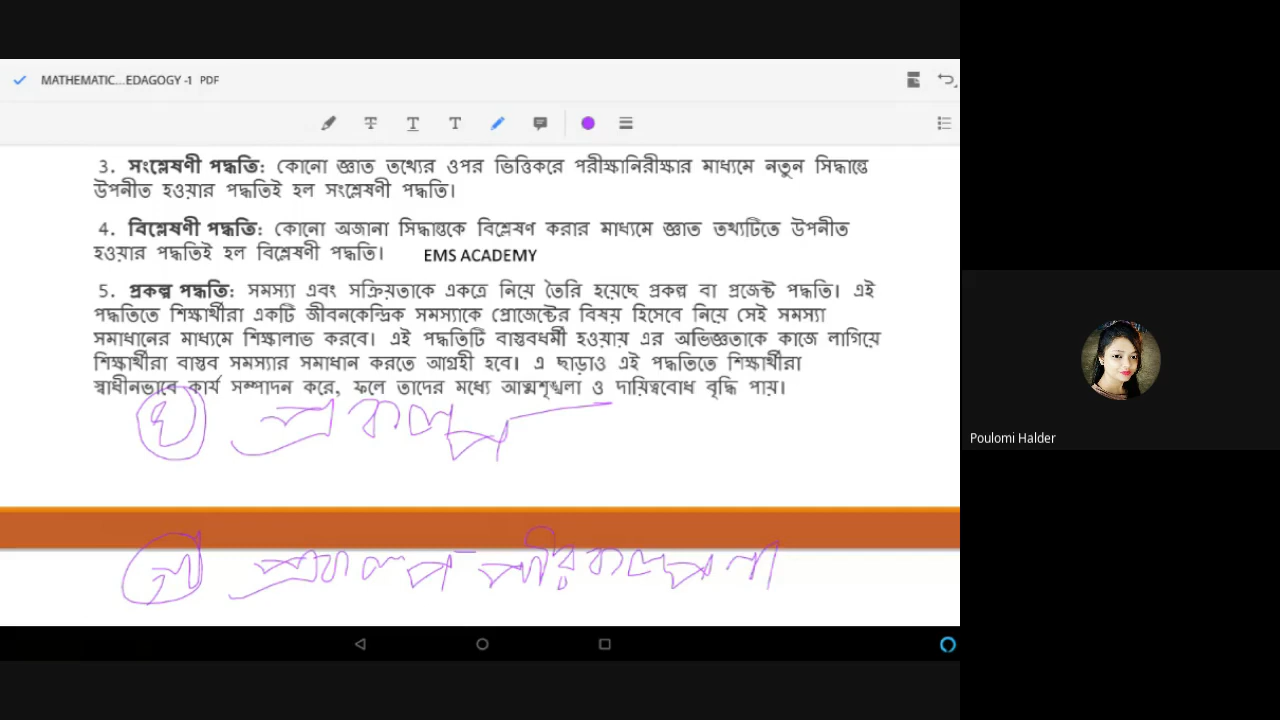 MATHEMATIC...EDAGOGY -1 PDF
3. সংশ্লেষণী পদ্ধতি: কোনো জ্ঞাত তথ্যের ওপর ভিত্তিকরে পরীক্ষানিরীক্ষার মাধ্যমে নতুন সিদ্ধান্তে
উপনীত হওয়ার পদ্ধতিই হল সংশ্লেষণী পদ্ধতি।
4. বিশ্লেষণী পদ্ধতি: কোনো অজানা সিদ্ধান্তকে বিশ্লেষণ করার মাধ্যমে জ্ঞাত তথ্যটিতে উপনীত
হওয়ার পদ্ধতিই হল বিশ্লেষণী পদ্ধতি। EMS ACADEMY
5. প্রকল্প পদ্ধতি: সমস্যা এবং সক্রিয়তাকে একত্রে নিয়ে তৈরি হয়েছে প্রকল্প বা প্রজেক্ট পদ্ধতি। এই
পদ্ধতিতে শিক্ষার্থীরা একটি জীবনকেন্দ্রিক সমস্যাকে প্রোজেক্টের বিষয় হিসেবে নিয়ে সেই সমস্যা
সমাধানের মাধ্যমে শিক্ষালাভ করবে। এই পদ্ধতিটি বাস্তবধর্মী হওয়ায় এর অভিজ্ঞতাকে কাজে লাগিয়ে
শিক্ষার্থীরা বাস্তব সমস্যার সমাধান করতে আগ্রহী হবে। এ ছাড়াও এই পদ্ধতিতে শিক্ষার্থীরা
স্বাধীনভাবে কার্য সম্পাদন করে, ফলে তাদের মধ্যে আত্মশৃঙ্খলা ও দায়িত্ববোধ বৃদ্ধি পায়।
প্রকল্প
প্রকল্প পরিকল্পনা
Poulomi Halder